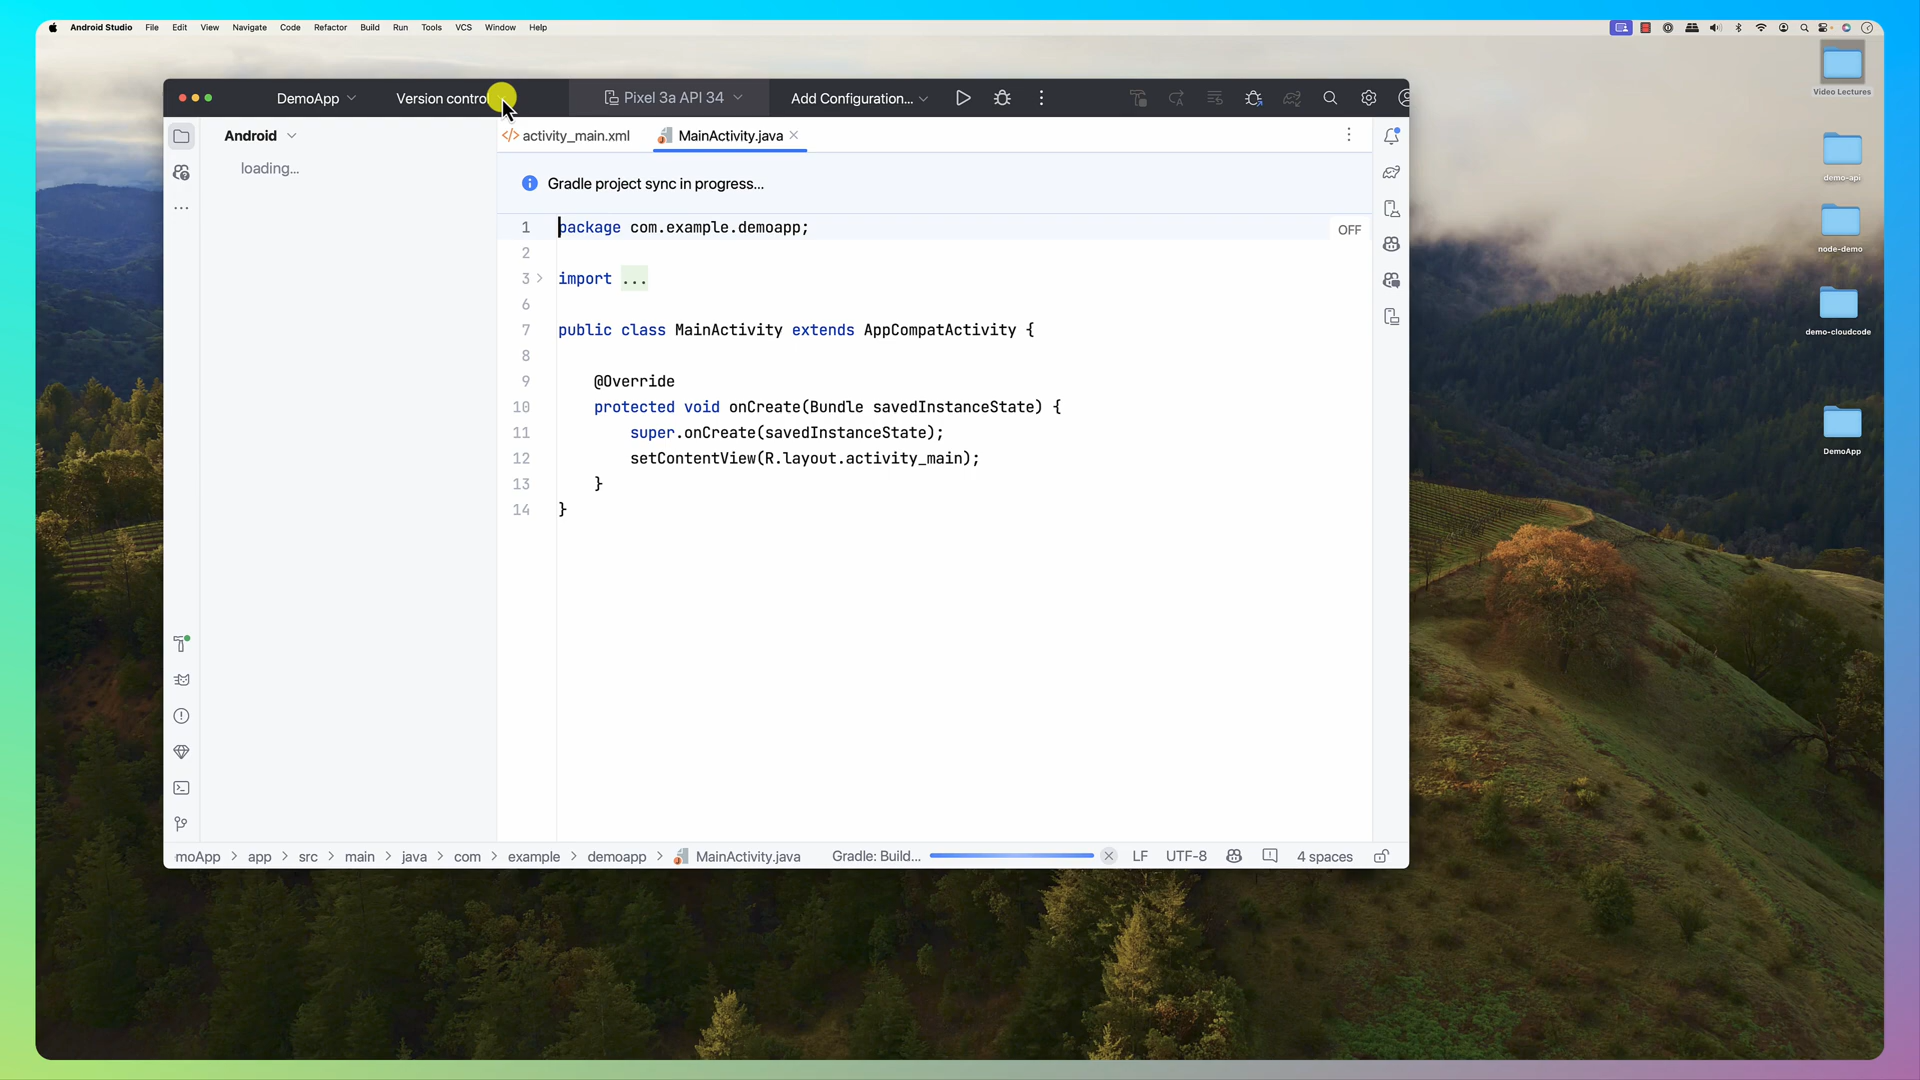 Android Studio File Edit View Navigate Code Refactor Build Run Tools VCS Window Help
Video Lectures
DemoApp Version contro Pixel 3a API 34 Add Configuration...
Android
activity_main.xml MainActivity.java
loading...
Gradle project sync in progress...
1 package com.example.demoapp; OFF
2
3 import ...
6
7 public class MainActivity extends AppCompatActivity {
8
9 @Override
10 protected void onCreate(Bundle savedInstanceState) {
11 super.onCreate(savedInstanceState);
12 setContentView(R.layout.activity_main);
13 }
14 }
demo-api
node-demo
demo-cloudcode
DemoApp
moApp > app > src > main > java > com > example > demoapp > MainActivity.java Gradle: Build... LF UTF-8 4 spaces